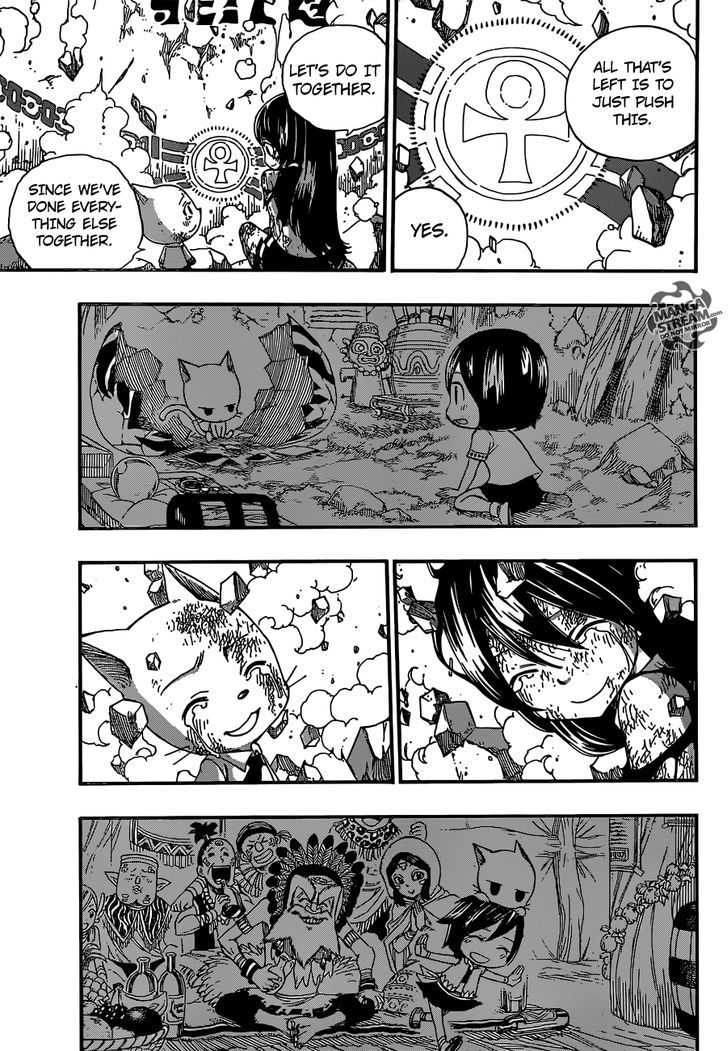 ALL THAT'S
LEFT IS TO
JUST PUSH
THIS.
YES.
LET'S DO IT
TOGETHER.
SINCE WE'VE
DONE EVERY-
THING ELSE
TOGETHER.
MANGA
STREAM.com